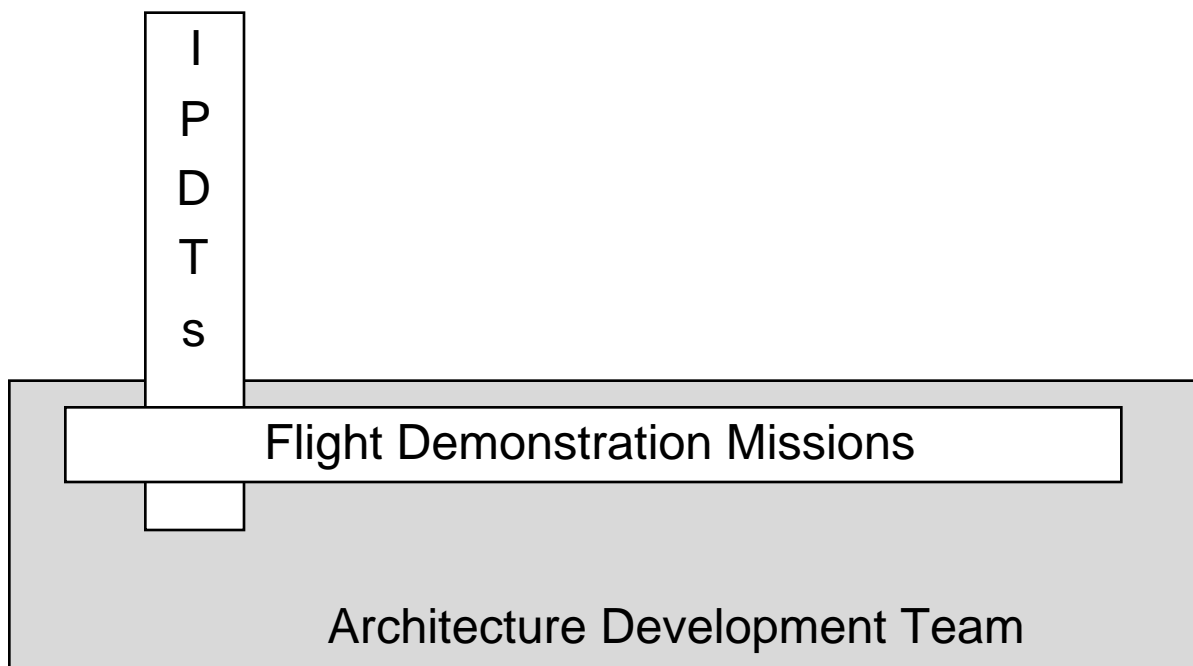 I
P
D
T
s
Flight Demonstration Missions
Architecture Development Team